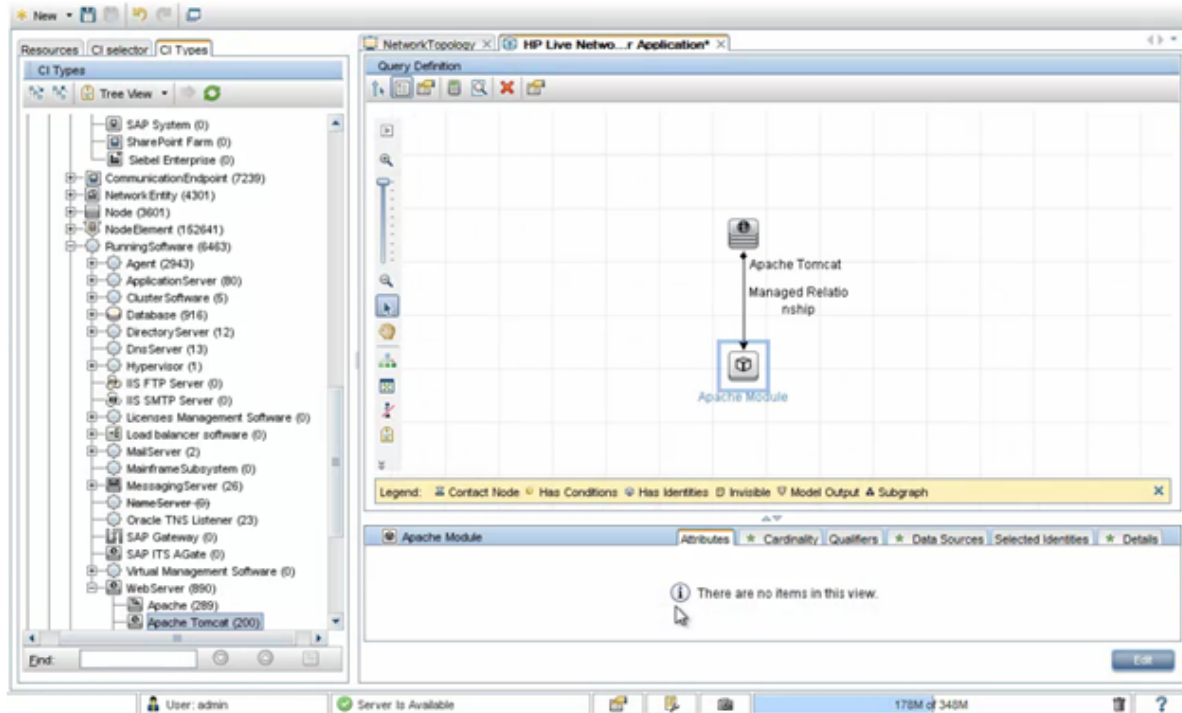 New
Resources
CI selector
CI Types
CI Types
Tree View
SAP System (0)
SharePoint Farm (0)
Siebel Enterprise (0)
CommunicationEndpoint (7239)
NetworkEntity (4301)
Node (3601)
NodeElement (152641)
RunningSoftware (6463)
Agent (2943)
ApplicationServer (80)
ClusterSoftware (5)
Database (916)
DirectoryServer (12)
DnsServer (13)
Hypervisor (1)
IIS FTP Server (0)
IIS SMTP Server (0)
Licenses Management Software (0)
Load balancer software (0)
MailServer (2)
MainframeSubsystem (0)
MessagingServer (26)
NameServer (0)
Oracle TNS Listener (23)
SAP Gateway (0)
SAP ITS AGate (0)
Virtual Management Software (0)
WebServer (890)
Apache (289)
Apache Tomcat (200)
Find:
NetworkTopology
HP Live Netwo...r Application*
Query Definition
Apache Tomcat
Managed Relatio
nship
Apache Module
Legend: Contact Node Has Conditions Has Identities Invisible Model Output Subgraph
Apache Module
Attributes
Cardinality
Qualifiers
Data Sources
Selected Identities
Details
There are no items in this view.
Edit
User: admin
Server Is Available
178M of 348M